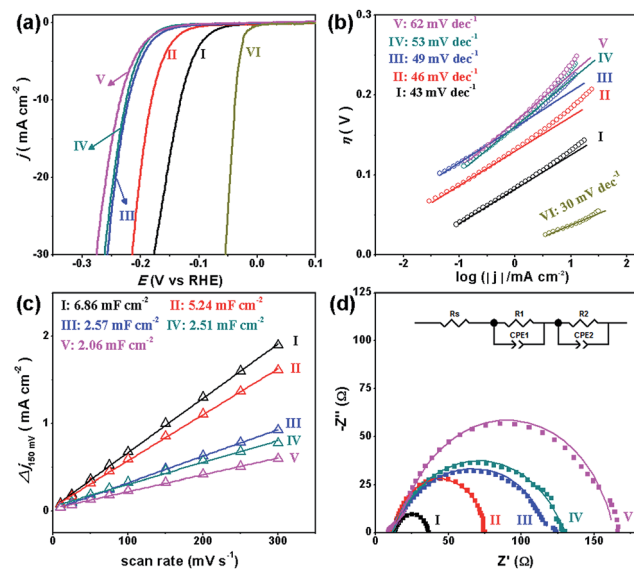 (a)
I
II
III
IV
V
VI
0
-10
-20
-30
j (mA cm⁻²)
-0.3
-0.2
-0.1
0.0
0.1
E (V vs RHE)
(b)
V: 62 mV dec⁻¹
IV: 53 mV dec⁻¹
III: 49 mV dec⁻¹
II: 46 mV dec⁻¹
I: 43 mV dec⁻¹
V
IV
III
II
I
VI: 30 mV dec⁻¹
0.3
0.2
0.1
0.0
η (V)
-2
-1
0
1
2
log (|j|/mA cm⁻²)
(c)
I: 6.86 mF cm⁻² II: 5.24 mF cm⁻²
III: 2.57 mF cm⁻² IV: 2.51 mF cm⁻²
V: 2.06 mF cm⁻²
I
II
III
IV
V
2
1
0
Δj₁₅₀ mV (mA cm⁻²)
0
100
200
300
scan rate (mV s⁻¹)
(d)
Rs
R1
R2
CPE1
CPE2
I
II
III
IV
V
-120
-90
-60
-30
0
-Z'' (Ω)
0
50
100
150
Z' (Ω)